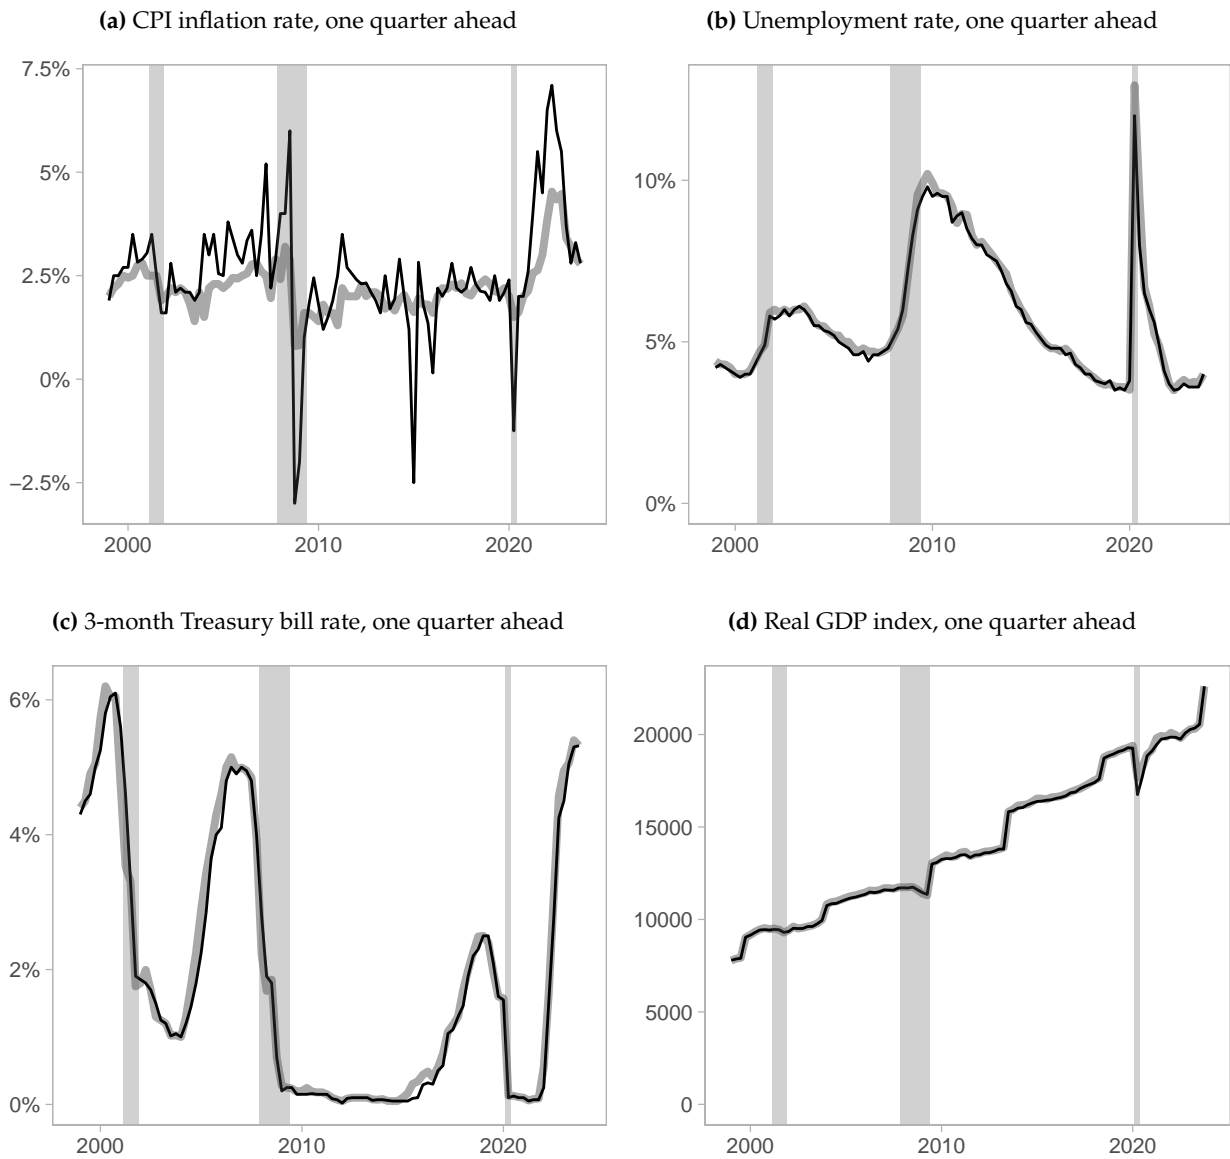 (a) CPI inflation rate, one quarter ahead
7.5%
5%
2.5%
0%
−2.5%
2000 2010 2020
(b) Unemployment rate, one quarter ahead
10%
5%
0%
2000 2010 2020
(c) 3-month Treasury bill rate, one quarter ahead
6%
4%
2%
0%
2000 2010 2020
(d) Real GDP index, one quarter ahead
20000
15000
10000
5000
0
2000 2010 2020